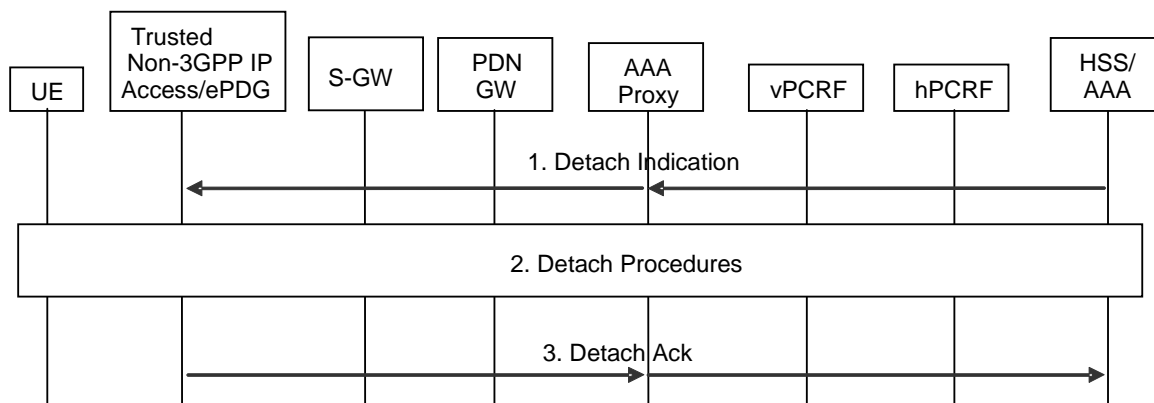 UE
Trusted
Non-3GPP IP
Access/ePDG
S-GW
PDN
GW
AAA
Proxy
vPCRF
hPCRF
HSS/
AAA
1. Detach Indication
2. Detach Procedures
3. Detach Ack